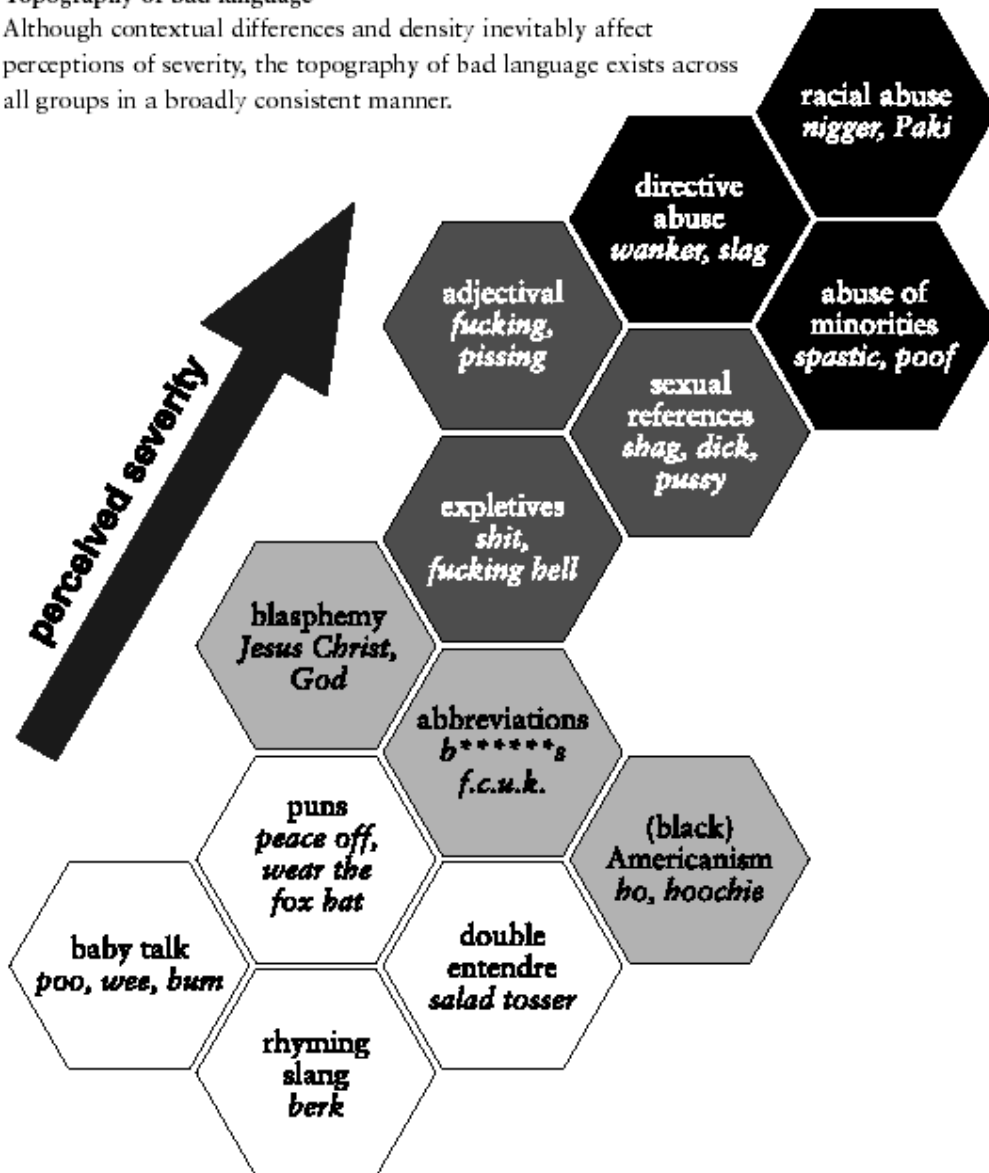 Topography of bad language
Although contextual differences and density inevitably affect
perceptions of severity, the topography of bad language exists across
all groups in a broadly consistent manner.
racial abuse
nigger, Paki
directive
abuse
wanker, slag
abuse of
minorities
spastic, poof
adjectival
fucking,
pissing
sexual
references
shag, dick,
pussy
expletives
shit,
fucking hell
perceived severity
blasphemy
Jesus Christ,
God
abbreviations
b******s
f.c.u.k.
(black)
Americanism
ho, hoochie
puns
peace off,
wear the
fox hat
double
entendre
salad tosser
baby talk
poo, wee, bum
rhyming
slang
berk